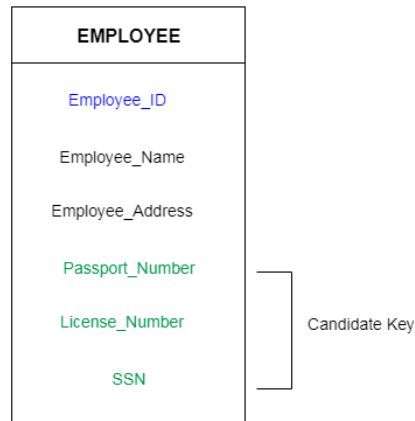 EMPLOYEE
Employee_ID
Employee_Name
Employee_Address
Passport_Number
License_Number
Candidate Key
SSN